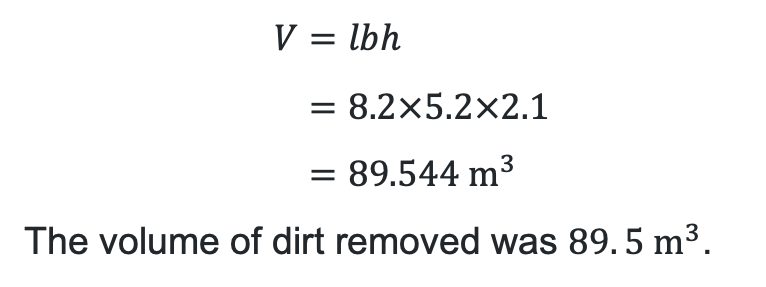 V = lbh
= 8.2×5.2×2.1
= 89.544 m³
The volume of dirt removed was 89.5 m³.